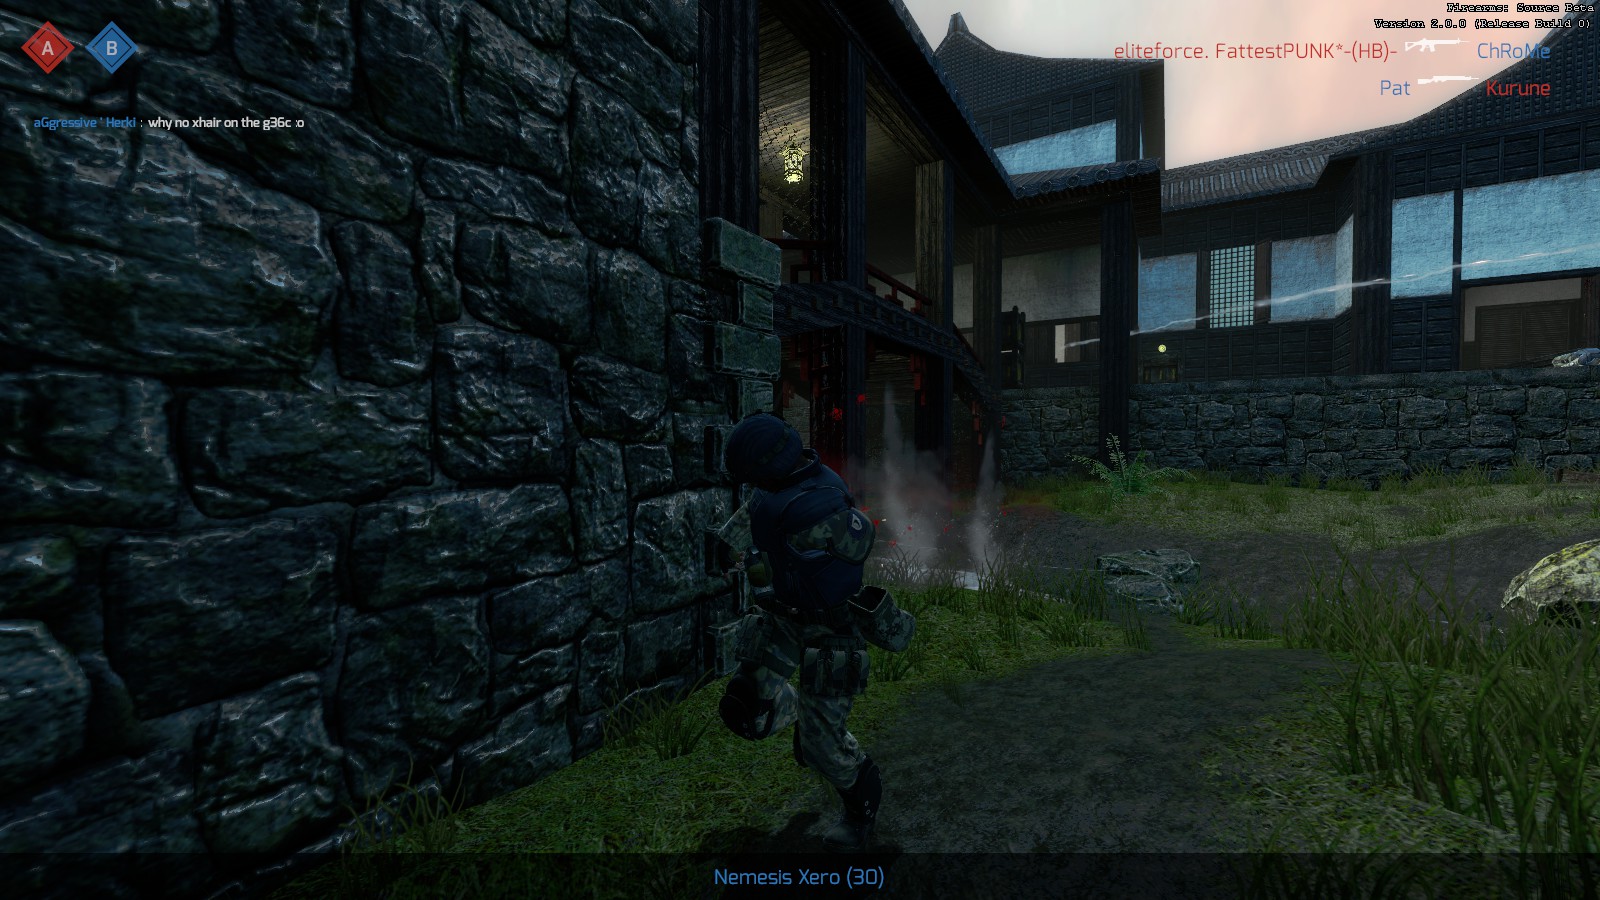 Firearms: Source Beta
Version 2.0.0 (Release Build 0)
A B
eliteforce. FattestPUNK*-(HB)- ChRoMe
Pat Kurune
aGgressive ' Herki : why no xhair on the g36c :o
Nemesis Xero (30)